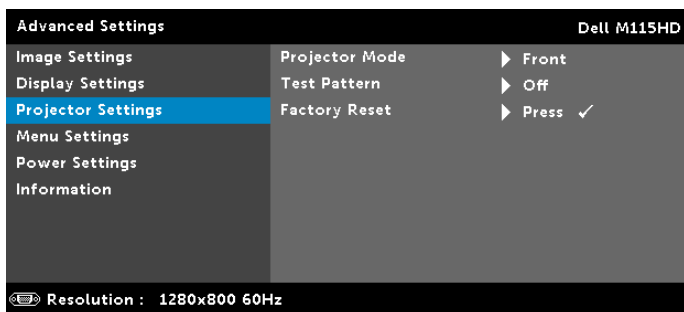 Advanced Settings Dell M115HD
Image Settings Projector Mode Front
Display Settings Test Pattern Off
Projector Settings Factory Reset Press ✓
Menu Settings
Power Settings
Information
Resolution : 1280x800 60Hz